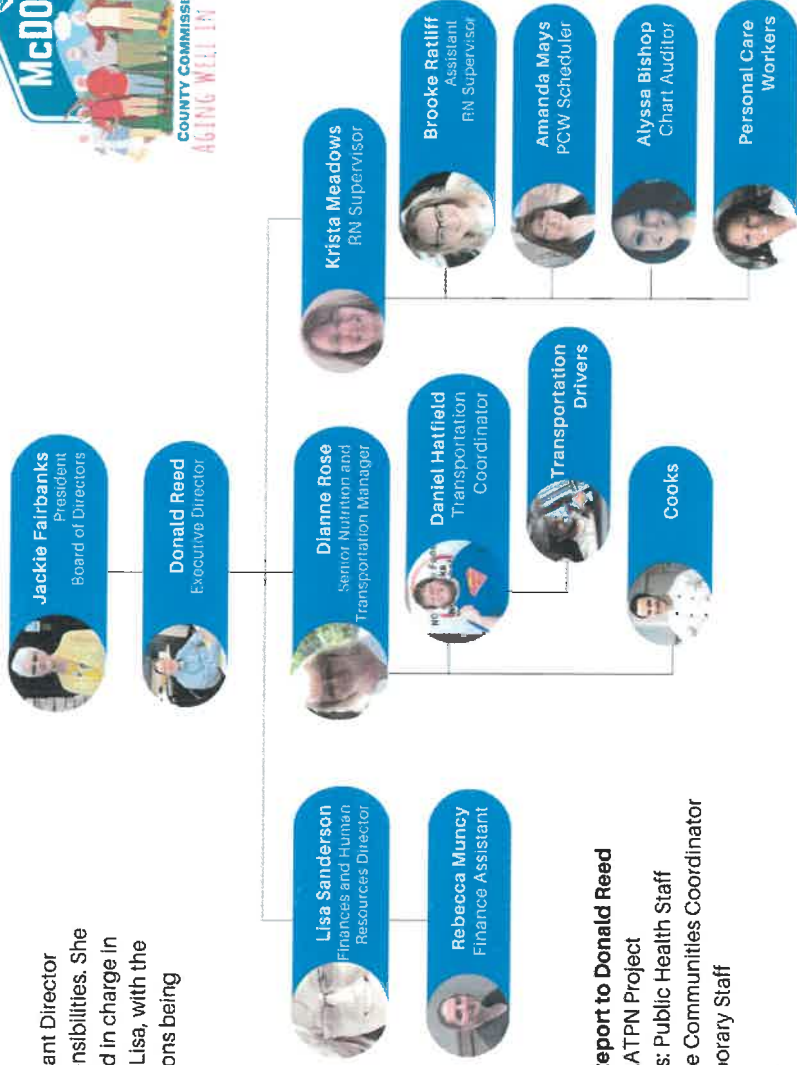 McDO
COUNTY COMMISS
AGING WELL IN
Jackie Fairbanks
President
Board of Directors
Donald Reed
Executive Director
Lisa Sanderson
Finances and Human
Resources Director
Rebecca Muncy
Finance Assistant
Dianne Rose
Senior Nutrition and
Transportation Manager
Daniel Hatfield
Transportation
Coordinator
Transportation
Drivers
Cooks
Krista Meadows
RN Supervisor
Brooke Ratliff
Assistant
RN Supervisor
Amanda Mays
PCW Scheduler
Alyssa Bishop
Chart Auditor
Personal Care
Workers
ant Director
nsibilities. She
d in charge in
Lisa, with the
ons being
eport to Donald Reed
ATPN Project
s: Public Health Staff
e Communities Coordinator
porary Staff